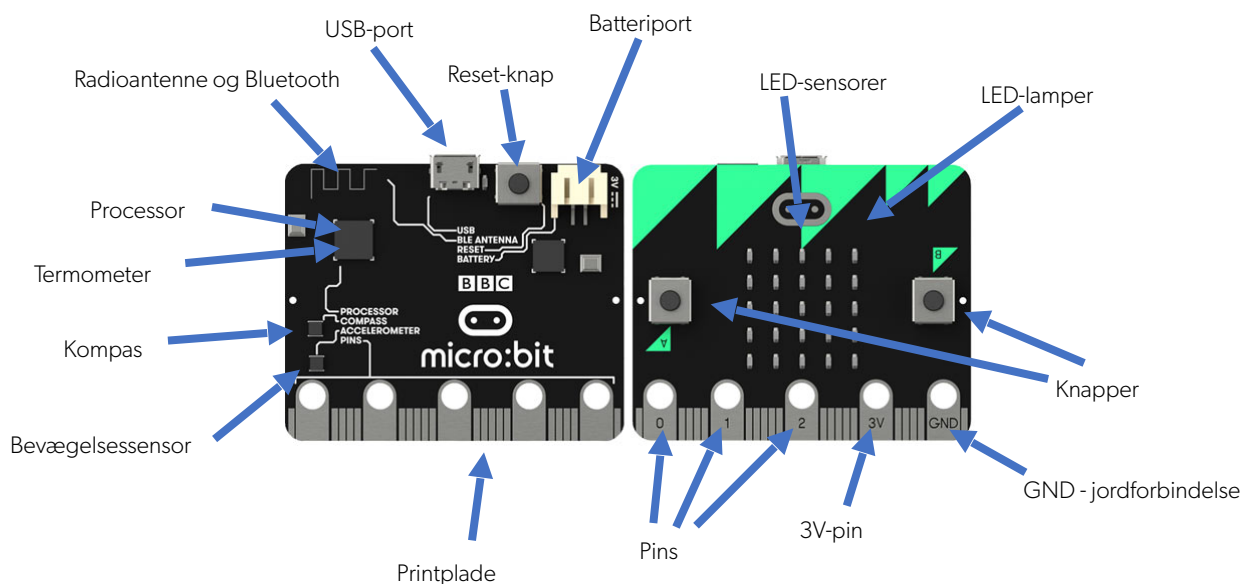 USB-port
Batteriport
Radioantenne og Bluetooth
Reset-knap
LED-sensorer
LED-lamper
Processor
Termometer
Kompas
Bevægelsessensor
Printplade
3V
USB
BLE ANTENNA
RESET
BATTERY
BBC
PROCESSOR
COMPASS
ACCELEROMETER
PINS
micro:bit
B
A
0 1 2 3V GND
Knapper
GND - jordforbindelse
3V-pin
Pins